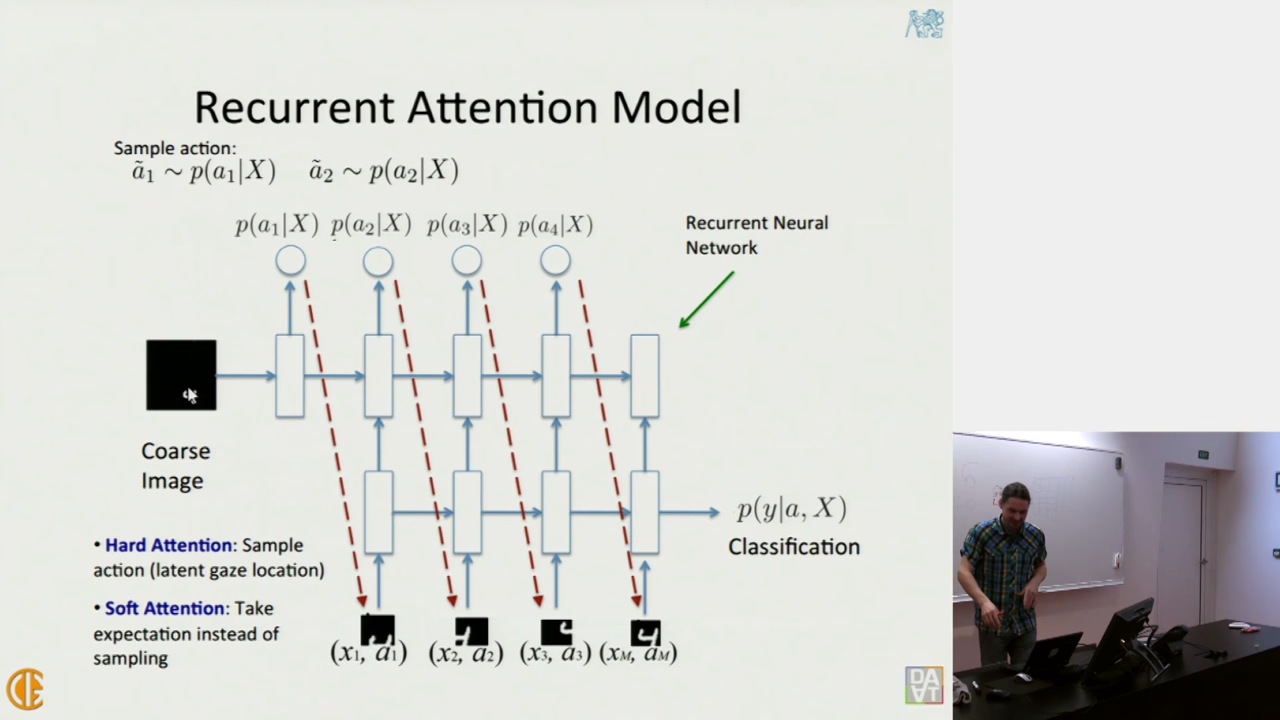 Recurrent Attention Model
Sample action:
ã₁ ~ p(a₁|X) ã₂ ~ p(a₂|X)
p(a₁|X) p(a₂|X) p(a₃|X) p(a₄|X)
Recurrent Neural
Network
Coarse
Image
p(y|a, X)
Classification
• Hard Attention: Sample
action (latent gaze location)
• Soft Attention: Take
expectation instead of
sampling
(x₁, a₁) (x₂, a₂) (x₃, a₃) (x_M, a_M)